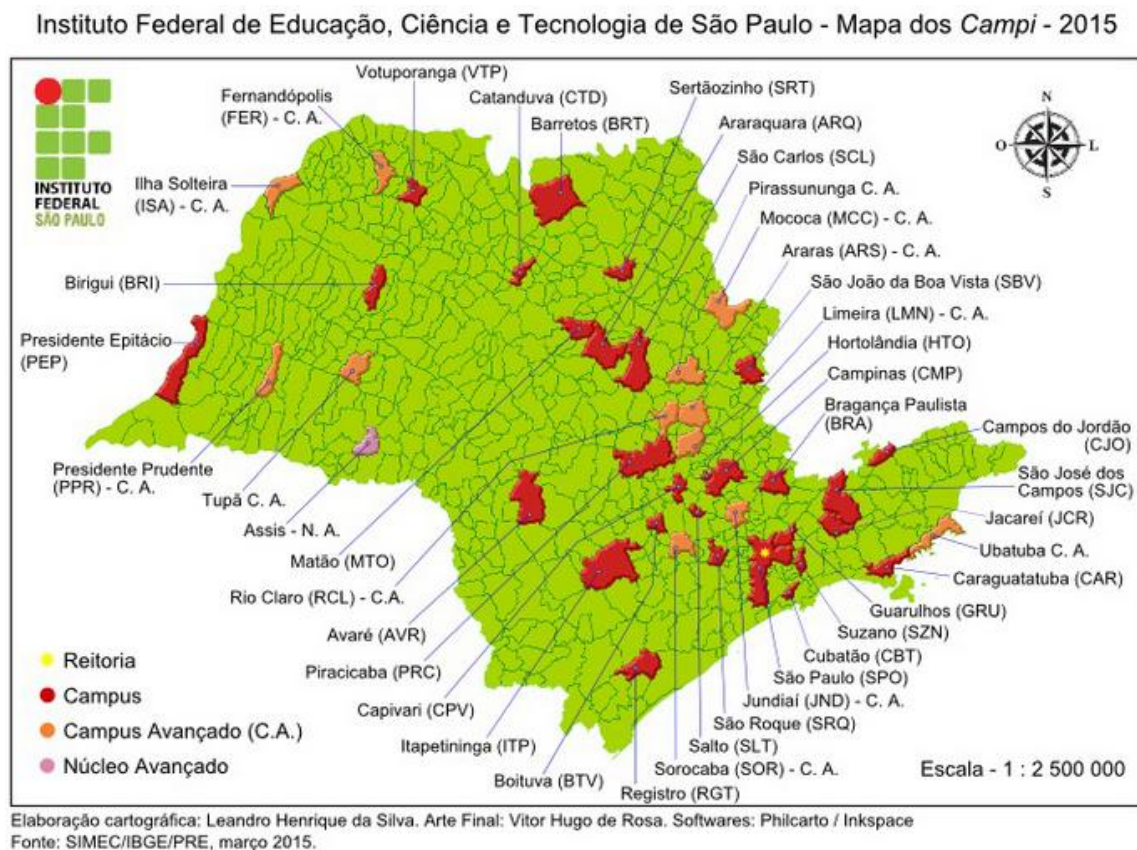 Instituto Federal de Educação, Ciência e Tecnologia de São Paulo - Mapa dos Campi - 2015
INSTITUTO
FEDERAL
SÃO PAULO
Votuporanga (VTP)
Fernandópolis
(FER) - C. A.
Catanduva (CTD)
Barretos (BRT)
Sertãozinho (SRT)
Araraquara (ARQ)
São Carlos (SCL)
Pirassununga C. A.
Mococa (MCC) - C. A.
Araras (ARS) - C. A.
São João da Boa Vista (SBV)
Limeira (LMN) - C. A.
Hortolândia (HTO)
Campinas (CMP)
Bragança Paulista
(BRA)
Campos do Jordão
(CJO)
São José dos
Campos (SJC)
Jacareí (JCR)
Ubatuba C. A.
Caraguatatuba (CAR)
Guarulhos (GRU)
Suzano (SZN)
Cubatão (CBT)
São Paulo (SPO)
Jundiaí (JND) - C. A.
São Roque (SRQ)
Salto (SLT)
Sorocaba (SOR) - C. A.
Registro (RGT)
Boituva (BTV)
Itapetininga (ITP)
Capivari (CPV)
Piracicaba (PRC)
Avaré (AVR)
Rio Claro (RCL) - C.A.
Matão (MTO)
Assis - N. A.
Tupã C. A.
Presidente Prudente
(PPR) - C. A.
Presidente Epitácio
(PEP)
Birigui (BRI)
Ilha Solteira
(ISA) - C. A.
N
O
L
S
Reitoria
Campus
Campus Avançado (C.A.)
Núcleo Avançado
Escala - 1 : 2 500 000
Elaboração cartográfica: Leandro Henrique da Silva. Arte Final: Vitor Hugo de Rosa. Softwares: Philcarto / Inkspace
Fonte: SIMEC/IBGE/PRE, março 2015.